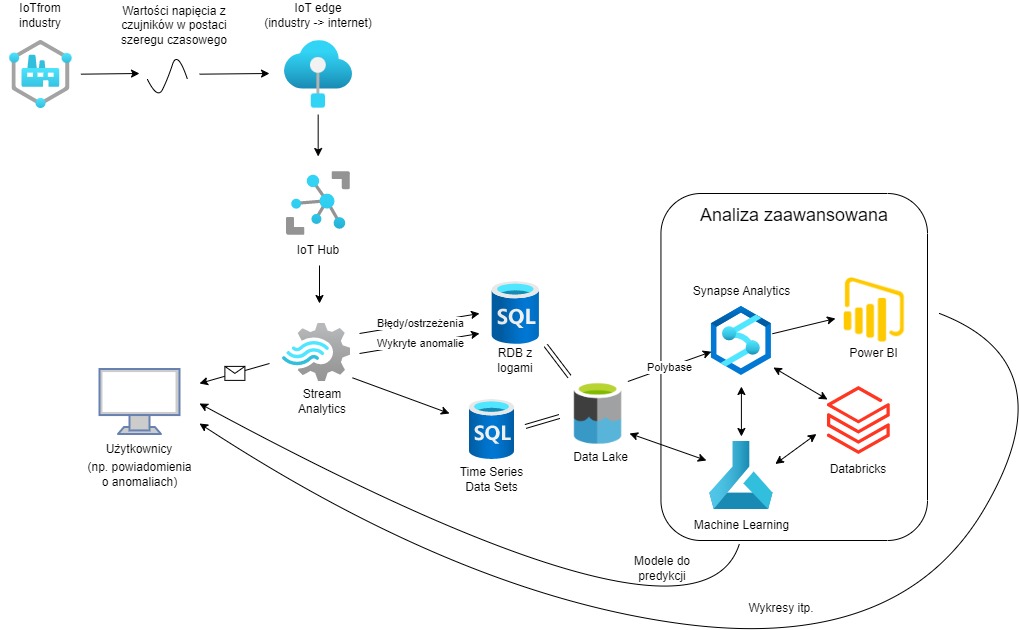 IoTfrom
industry
Wartości napięcia z
czujników w postaci
szeregu czasowego
IoT edge
(industry -> internet)
IoT Hub
Analiza zaawansowana
Synapse Analytics
Błędy/ostrzeżenia
SQL
Wykryte anomalie
RDB z
logami
Power BI
Polybase
Stream
Analytics
SQL
Data Lake
Użytkownicy
(np. powiadomienia
o anomaliach)
Time Series
Data Sets
Databricks
Machine Learning
Modele do
predykcji
Wykresy itp.